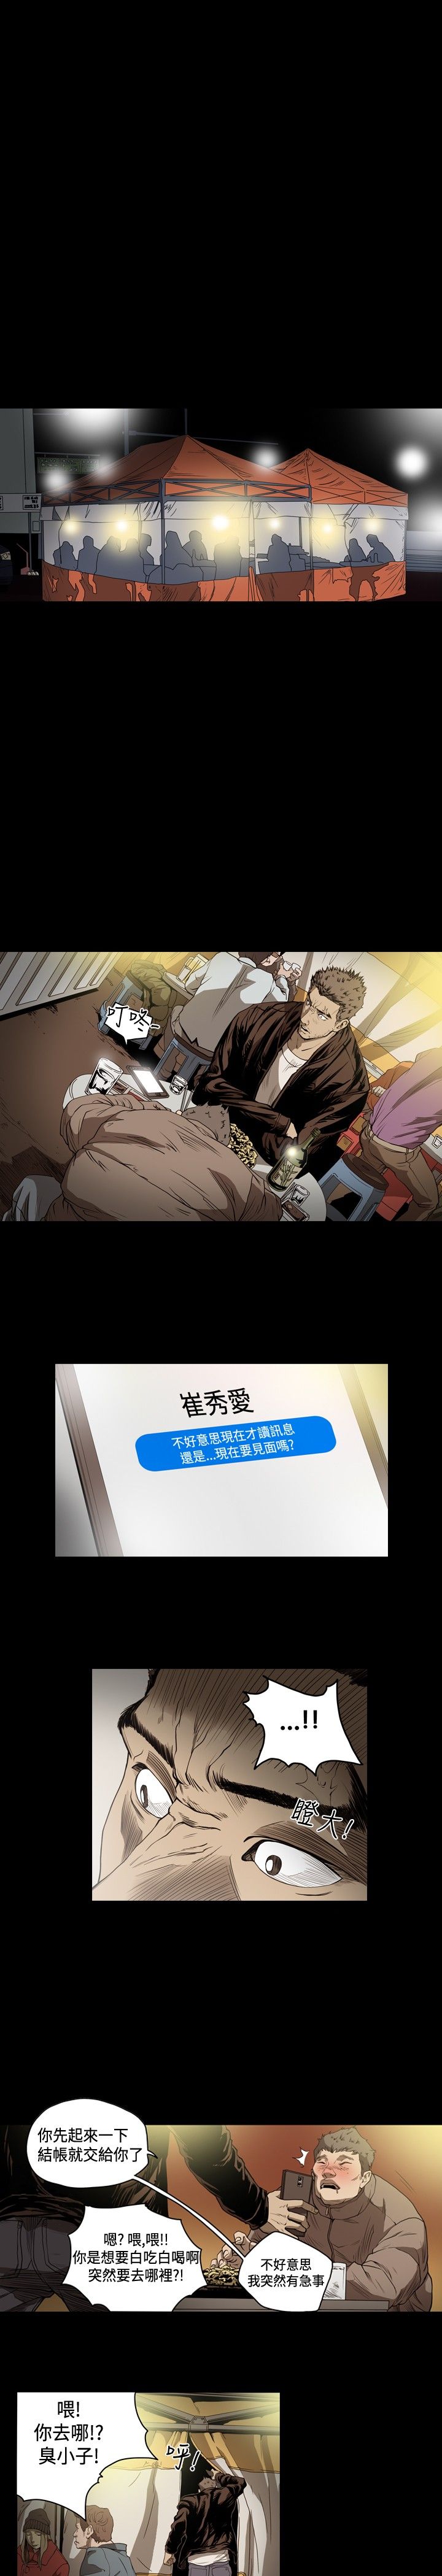 叮咚~
崔秀愛
不好意思現在才讀訊息
還是...現在要見面嗎?
...!!
瞪大!
你先起來一下
結帳就交給你了
嗯? 喂,喂!!
你是想要白吃白喝啊
突然要去哪裡?!
不好意思
我突然有急事
喂!
你去哪!?
臭小子!
呼!